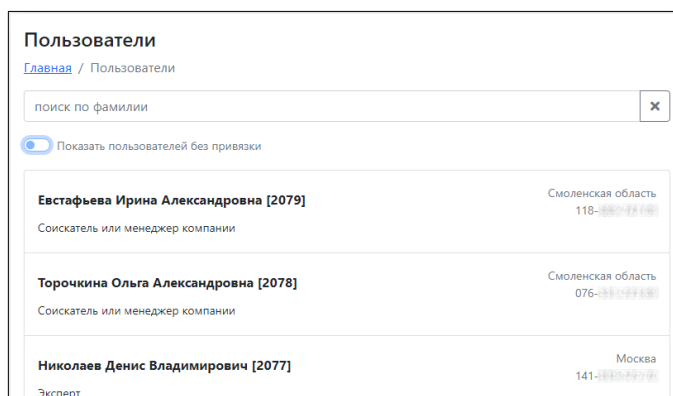 Пользователи
Главная / Пользователи
поиск по фамилии
Показать пользователей без привязки
Евстафьева Ирина Александровна [2079]
Смоленская область
Соискатель или менеджер компании
118-
Торочкина Ольга Александровна [2078]
Смоленская область
Соискатель или менеджер компании
076-
Николаев Денис Владимирович [2077]
Москва
141-
Эксперт